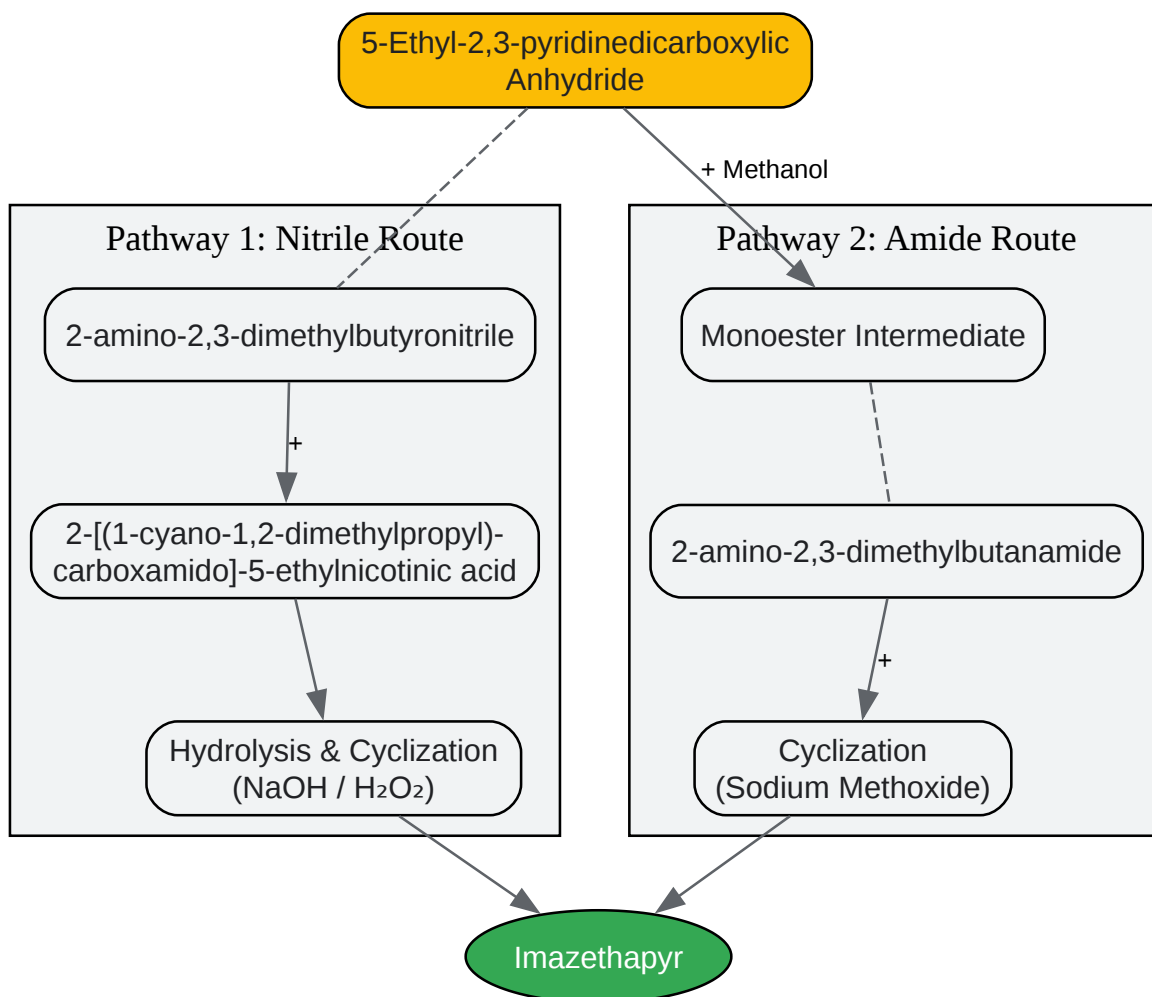 5-Ethyl-2,3-pyridinedicarboxylic
Anhydride
+ Methanol
Pathway 1: Nitrile Route
2-amino-2,3-dimethylbutyronitrile
+
2-[(1-cyano-1,2-dimethylpropyl)-
carboxamido]-5-ethylnicotinic acid
Hydrolysis & Cyclization
(NaOH / H₂O₂)
Pathway 2: Amide Route
Monoester Intermediate
2-amino-2,3-dimethylbutanamide
+
Cyclization
(Sodium Methoxide)
Imazethapyr